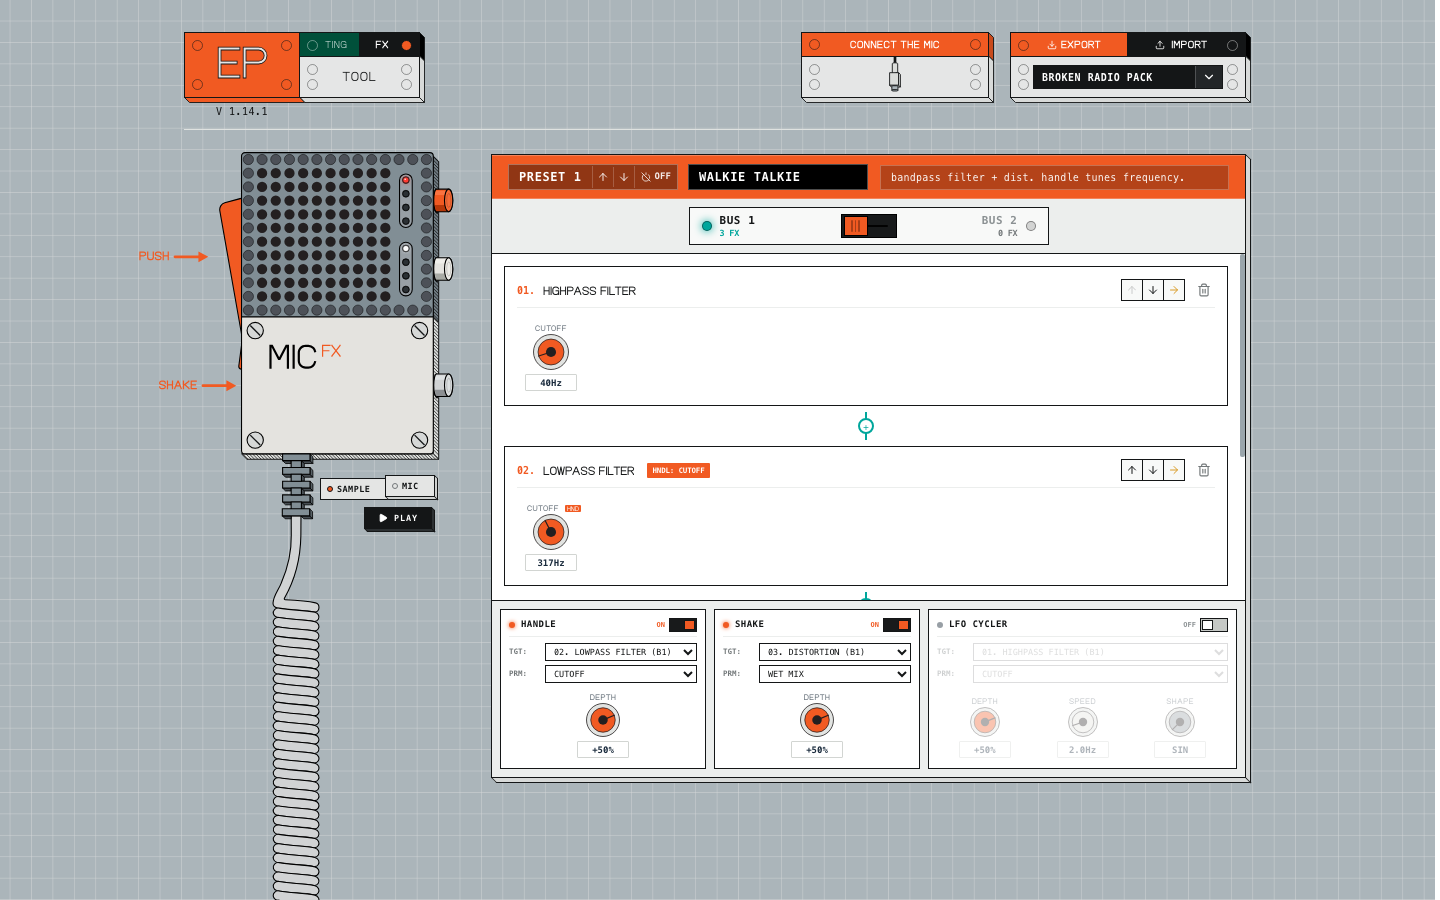 EP
TING
FX
TOOL
V 1.14.1
CONNECT THE MIC
EXPORT
IMPORT
BROKEN RADIO PACK
PUSH
SHAKE
MIC FX
SAMPLE
MIC
PLAY
PRESET 1
OFF
WALKIE TALKIE
bandpass filter + dist. handle tunes frequency.
BUS 1
3 FX
BUS 2
0 FX
01. HIGHPASS FILTER
CUTOFF
40Hz
02. LOWPASS FILTER
HNDL: CUTOFF
CUTOFF HND
317Hz
HANDLE
ON
TGT: 02. LOWPASS FILTER (B1)
PRM: CUTOFF
DEPTH
+50%
SHAKE
ON
TGT: 03. DISTORTION (B1)
PRM: WET MIX
DEPTH
+50%
LFO CYCLER
OFF
TGT: 01. HIGHPASS FILTER (B1)
PRM: CUTOFF
DEPTH SPEED SHAPE
+50% 2.0Hz SIN